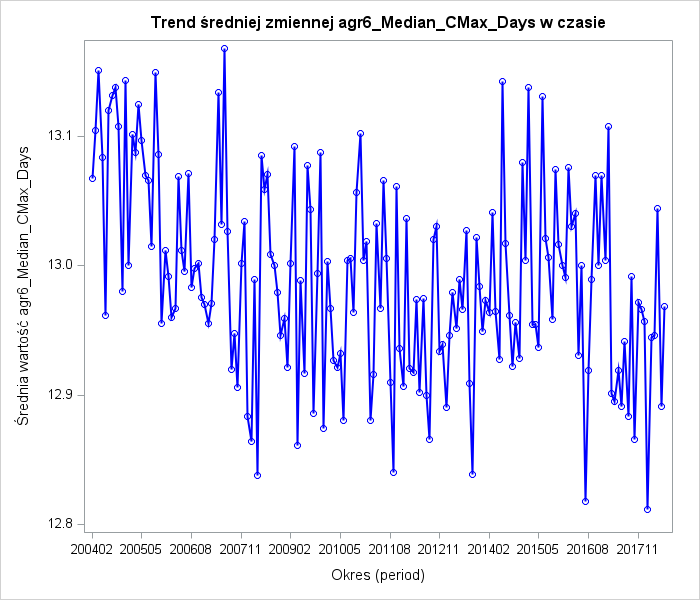 Trend średniej zmiennej agr6_Median_CMax_Days w czasie
Średnia wartość agr6_Median_CMax_Days
13.1
13.0
12.9
12.8
200402 200505 200608 200711 200902 201005 201108 201211 201402 201505 201608 201711
Okres (period)